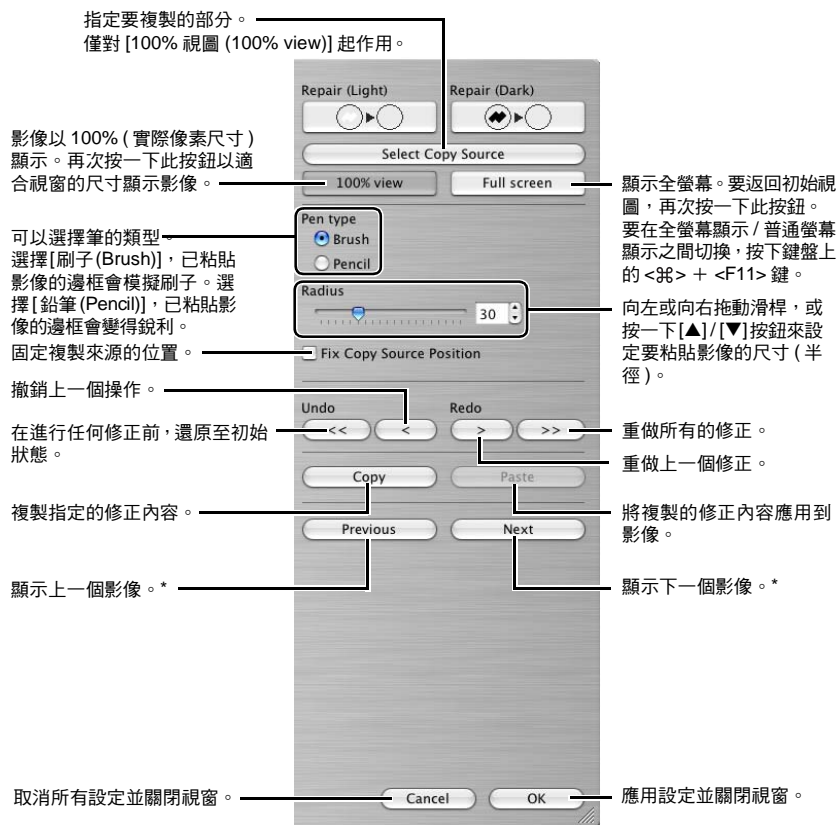 指定要複製的部分。
僅對 [100% 視圖 (100% view)] 起作用。
Repair (Light)
Repair (Dark)
Select Copy Source
影像以 100% ( 實際像素尺寸 )
顯示。再次按一下此按鈕以適
合視窗的尺寸顯示影像。
100% view
Full screen
顯示全螢幕。要返回初始視
圖，再次按一下此按鈕。
要在全螢幕顯示 / 普通螢幕
顯示之間切換，按下鍵盤上
的 <⌘> ＋ <F11> 鍵。
Pen type
Brush
Pencil
可以選擇筆的類型。
選擇[刷子 (Brush)]，已粘貼
影像的邊框會模擬刷子。選
擇 [鉛筆 (Pencil)]，已粘貼影
像的邊框會變得銳利。
Radius
30
向左或向右拖動滑桿，或
按一下[▲] / [▼]按鈕來設
定要粘貼影像的尺寸 ( 半
徑 )。
固定複製來源的位置。
Fix Copy Source Position
撤銷上一個操作。
Undo
Redo
<<
<
>
>>
在進行任何修正前，還原至初始
狀態。
重做所有的修正。
重做上一個修正。
Copy
Paste
複製指定的修正內容。
將複製的修正內容應用到
影像。
Previous
Next
顯示上一個影像。*
顯示下一個影像。*
取消所有設定並關閉視窗。
Cancel
OK
應用設定並關閉視窗。